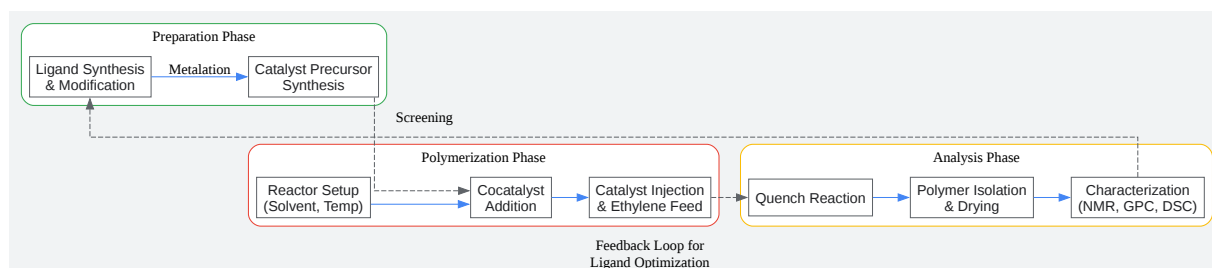 Preparation Phase
Ligand Synthesis
& Modification
Metalation
Catalyst Precursor
Synthesis
Screening
Polymerization Phase
Reactor Setup
(Solvent, Temp)
Cocatalyst
Addition
Catalyst Injection
& Ethylene Feed
Analysis Phase
Quench Reaction
Polymer Isolation
& Drying
Characterization
(NMR, GPC, DSC)
Feedback Loop for
Ligand Optimization